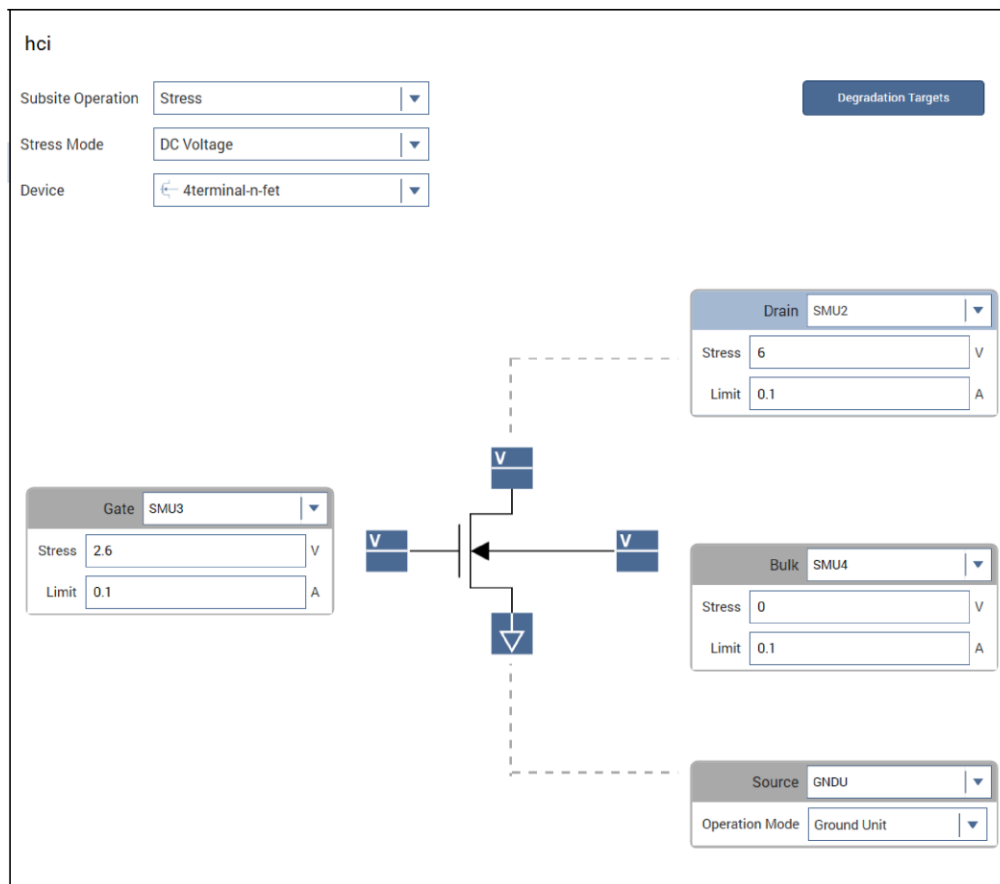 hci
Subsite Operation Stress
Degradation Targets
Stress Mode DC Voltage
Device 4terminal-n-fet
Drain SMU2
Stress 6 V
Limit 0.1 A
V
Gate SMU3
Stress 2.6 V
Limit 0.1 A
V
V
Bulk SMU4
Stress 0 V
Limit 0.1 A
Source GNDU
Operation Mode Ground Unit